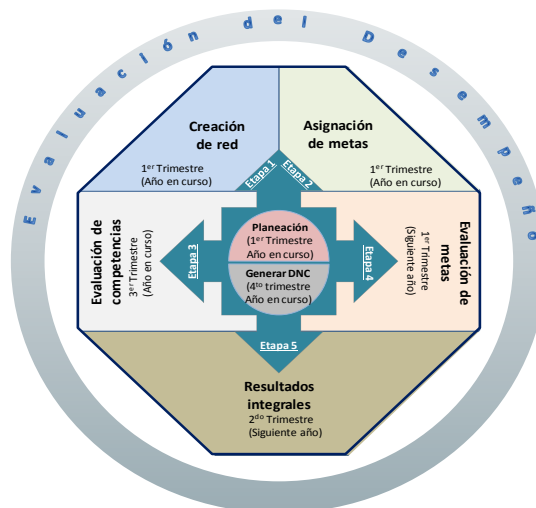 Evaluación del Desempeño
Creación
de red
1er Trimestre
(Año en curso)
Asignación
de metas
1er Trimestre
(Año en curso)
Etapa 1
Etapa 2
Evaluación de
competencias
3er Trimestre
(Año en curso)
Etapa 3
Planeación
(1er Trimestre
Año en curso)
Generar DNC
(4to trimestre
Año en curso)
Etapa 4
Evaluación de
metas
1er Trimestre
(Siguiente año)
Etapa 5
Resultados
integrales
2do Trimestre
(Siguiente año)